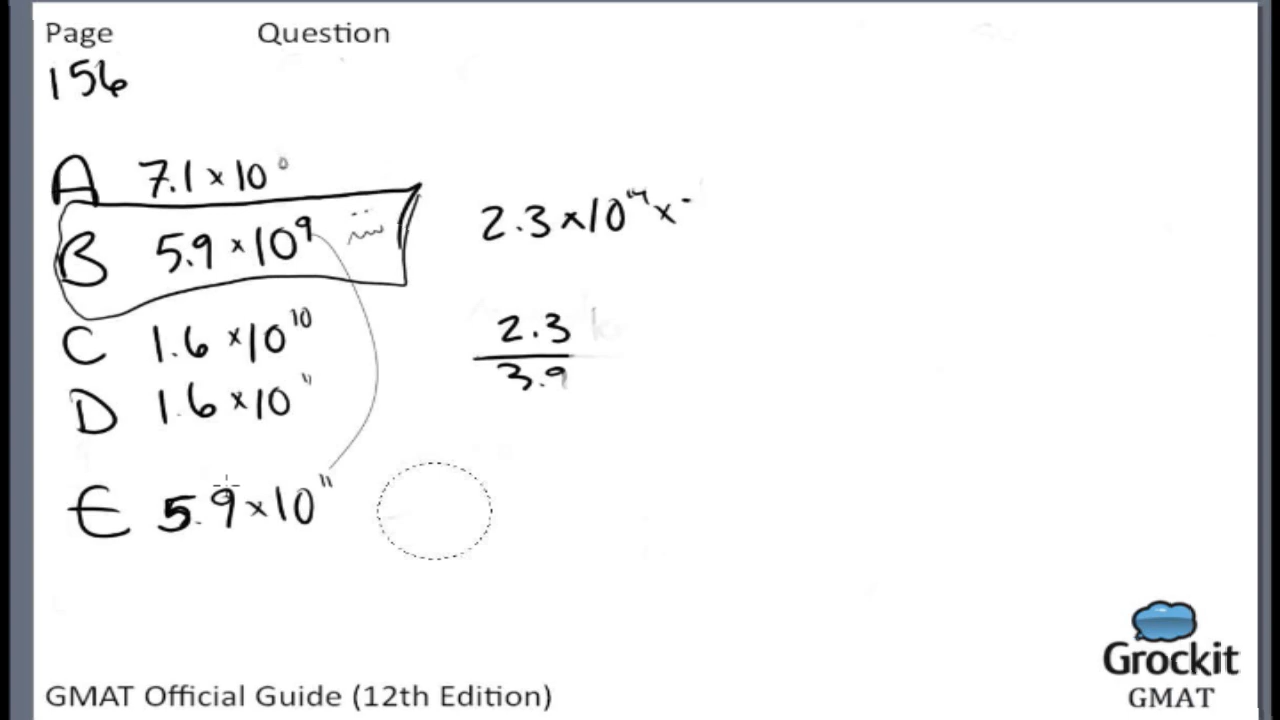 Page Question
156
A 7.1 × 10
B 5.9 × 10⁹
C 1.6 × 10¹⁰
D 1.6 × 10¹¹
E 5.9 × 10¹¹
2.3 × 10¹⁴ ×
2.3
3.9
Grockit
GMAT
GMAT Official Guide (12th Edition)